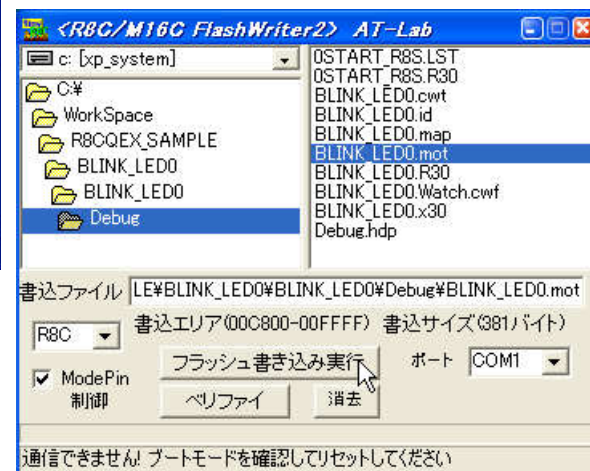 <R8C/M16C FlashWriter2> AT-Lab
c: [xp_system]
C:¥
WorkSpace
R8CQEX_SAMPLE
BLINK_LED0
BLINK_LED0
Debug
0START_R8S.LST
0START_R8S.R30
BLINK_LED0.cwt
BLINK_LED0.id
BLINK_LED0.map
BLINK_LED0.mot
BLINK_LED0.R30
BLINK_LED0.Watch.cwf
BLINK_LED0.x30
Debug.hdp
書込ファイル LE¥BLINK_LED0¥BLINK_LED0¥Debug¥BLINK_LED0.mot
書込エリア(00C800-00FFFF) 書込サイズ(381バイト)
R8C
フラッシュ書き込み実行
ポート COM1
ModePin
制御
ベリファイ
消去
通信できません! ブートモードを確認してリセットしてください